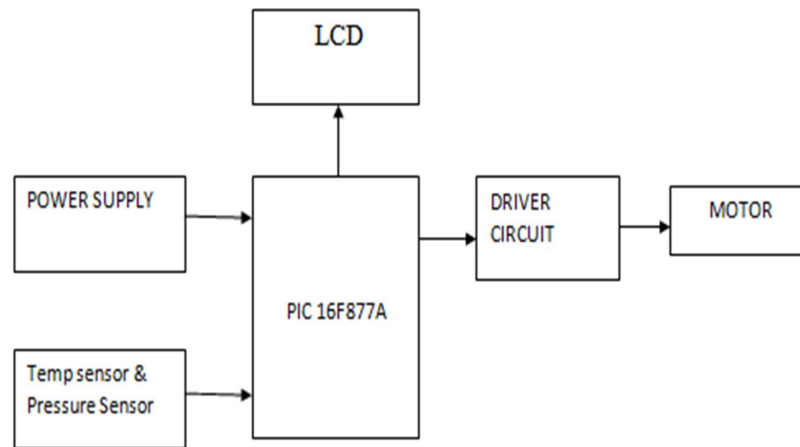 LCD
POWER SUPPLY
DRIVER
CIRCUIT
MOTOR
PIC 16F877A
Temp sensor &
Pressure Sensor